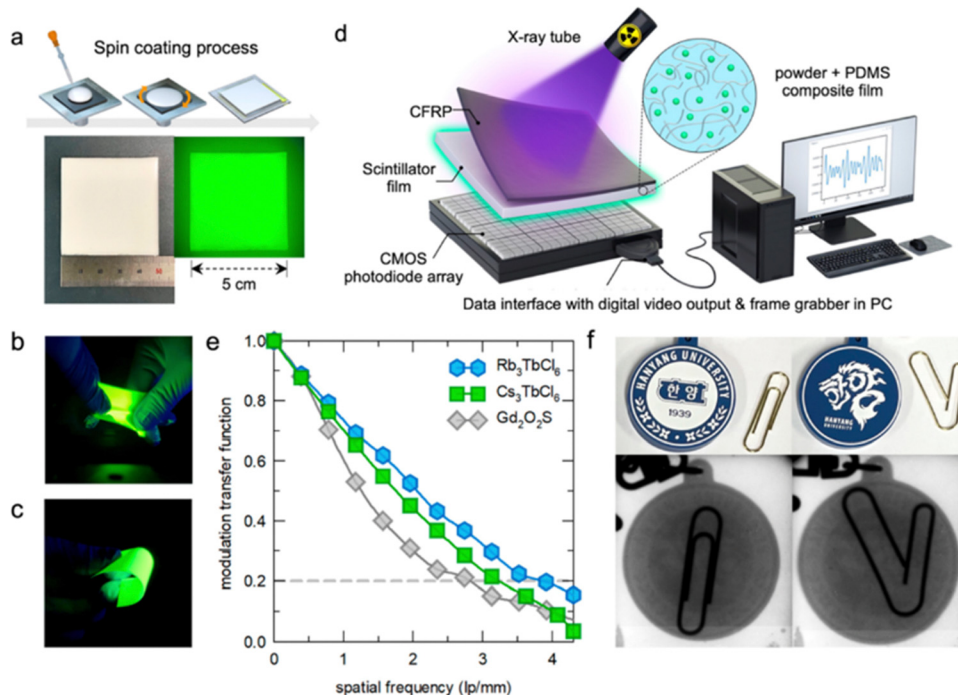 a
Spin coating process
5 cm
b
c
d
X-ray tube
powder + PDMS
composite film
CFRP
Scintillator
film
CMOS
photodiode array
Data interface with digital video output & frame grabber in PC
e
modulation transfer function
1.0
0.8
0.6
0.4
0.2
0.0
0
1
2
3
4
spatial frequency (lp/mm)
Rb₃TbCl₆
Cs₃TbCl₆
Gd₂O₂S
f
HANYANG UNIVERSITY
한양
1939
HANYANG
UNIVERSITY